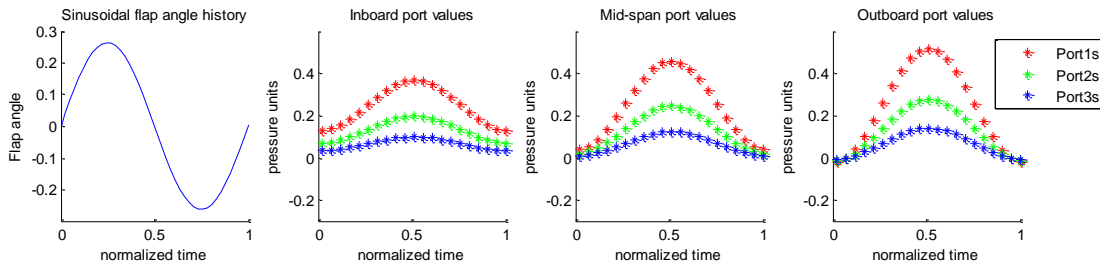 Sinusoidal flap angle history
Inboard port values
Mid-span port values
Outboard port values
0.3
0.2
0.1
0
-0.1
-0.2
Flap angle
0
0.5
1
normalized time
0.4
0.2
0
-0.2
pressure units
0
0.5
1
normalized time
0.4
0.2
0
-0.2
pressure units
0
0.5
1
normalized time
0.4
0.2
0
-0.2
pressure units
0
0.5
1
normalized time
Port1s
Port2s
Port3s